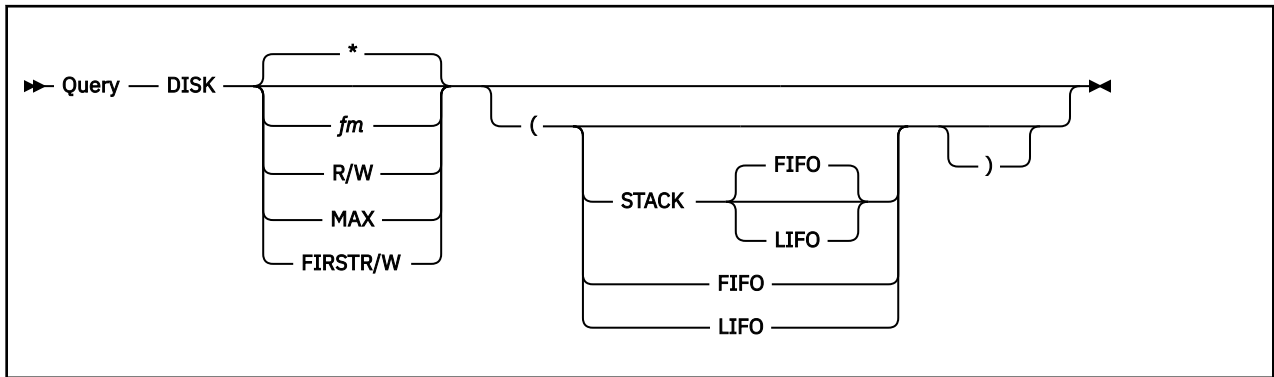 *
Query DISK
fm
(
)
R/W
FIFO
STACK
MAX
LIFO
FIRSTR/W
FIFO
LIFO